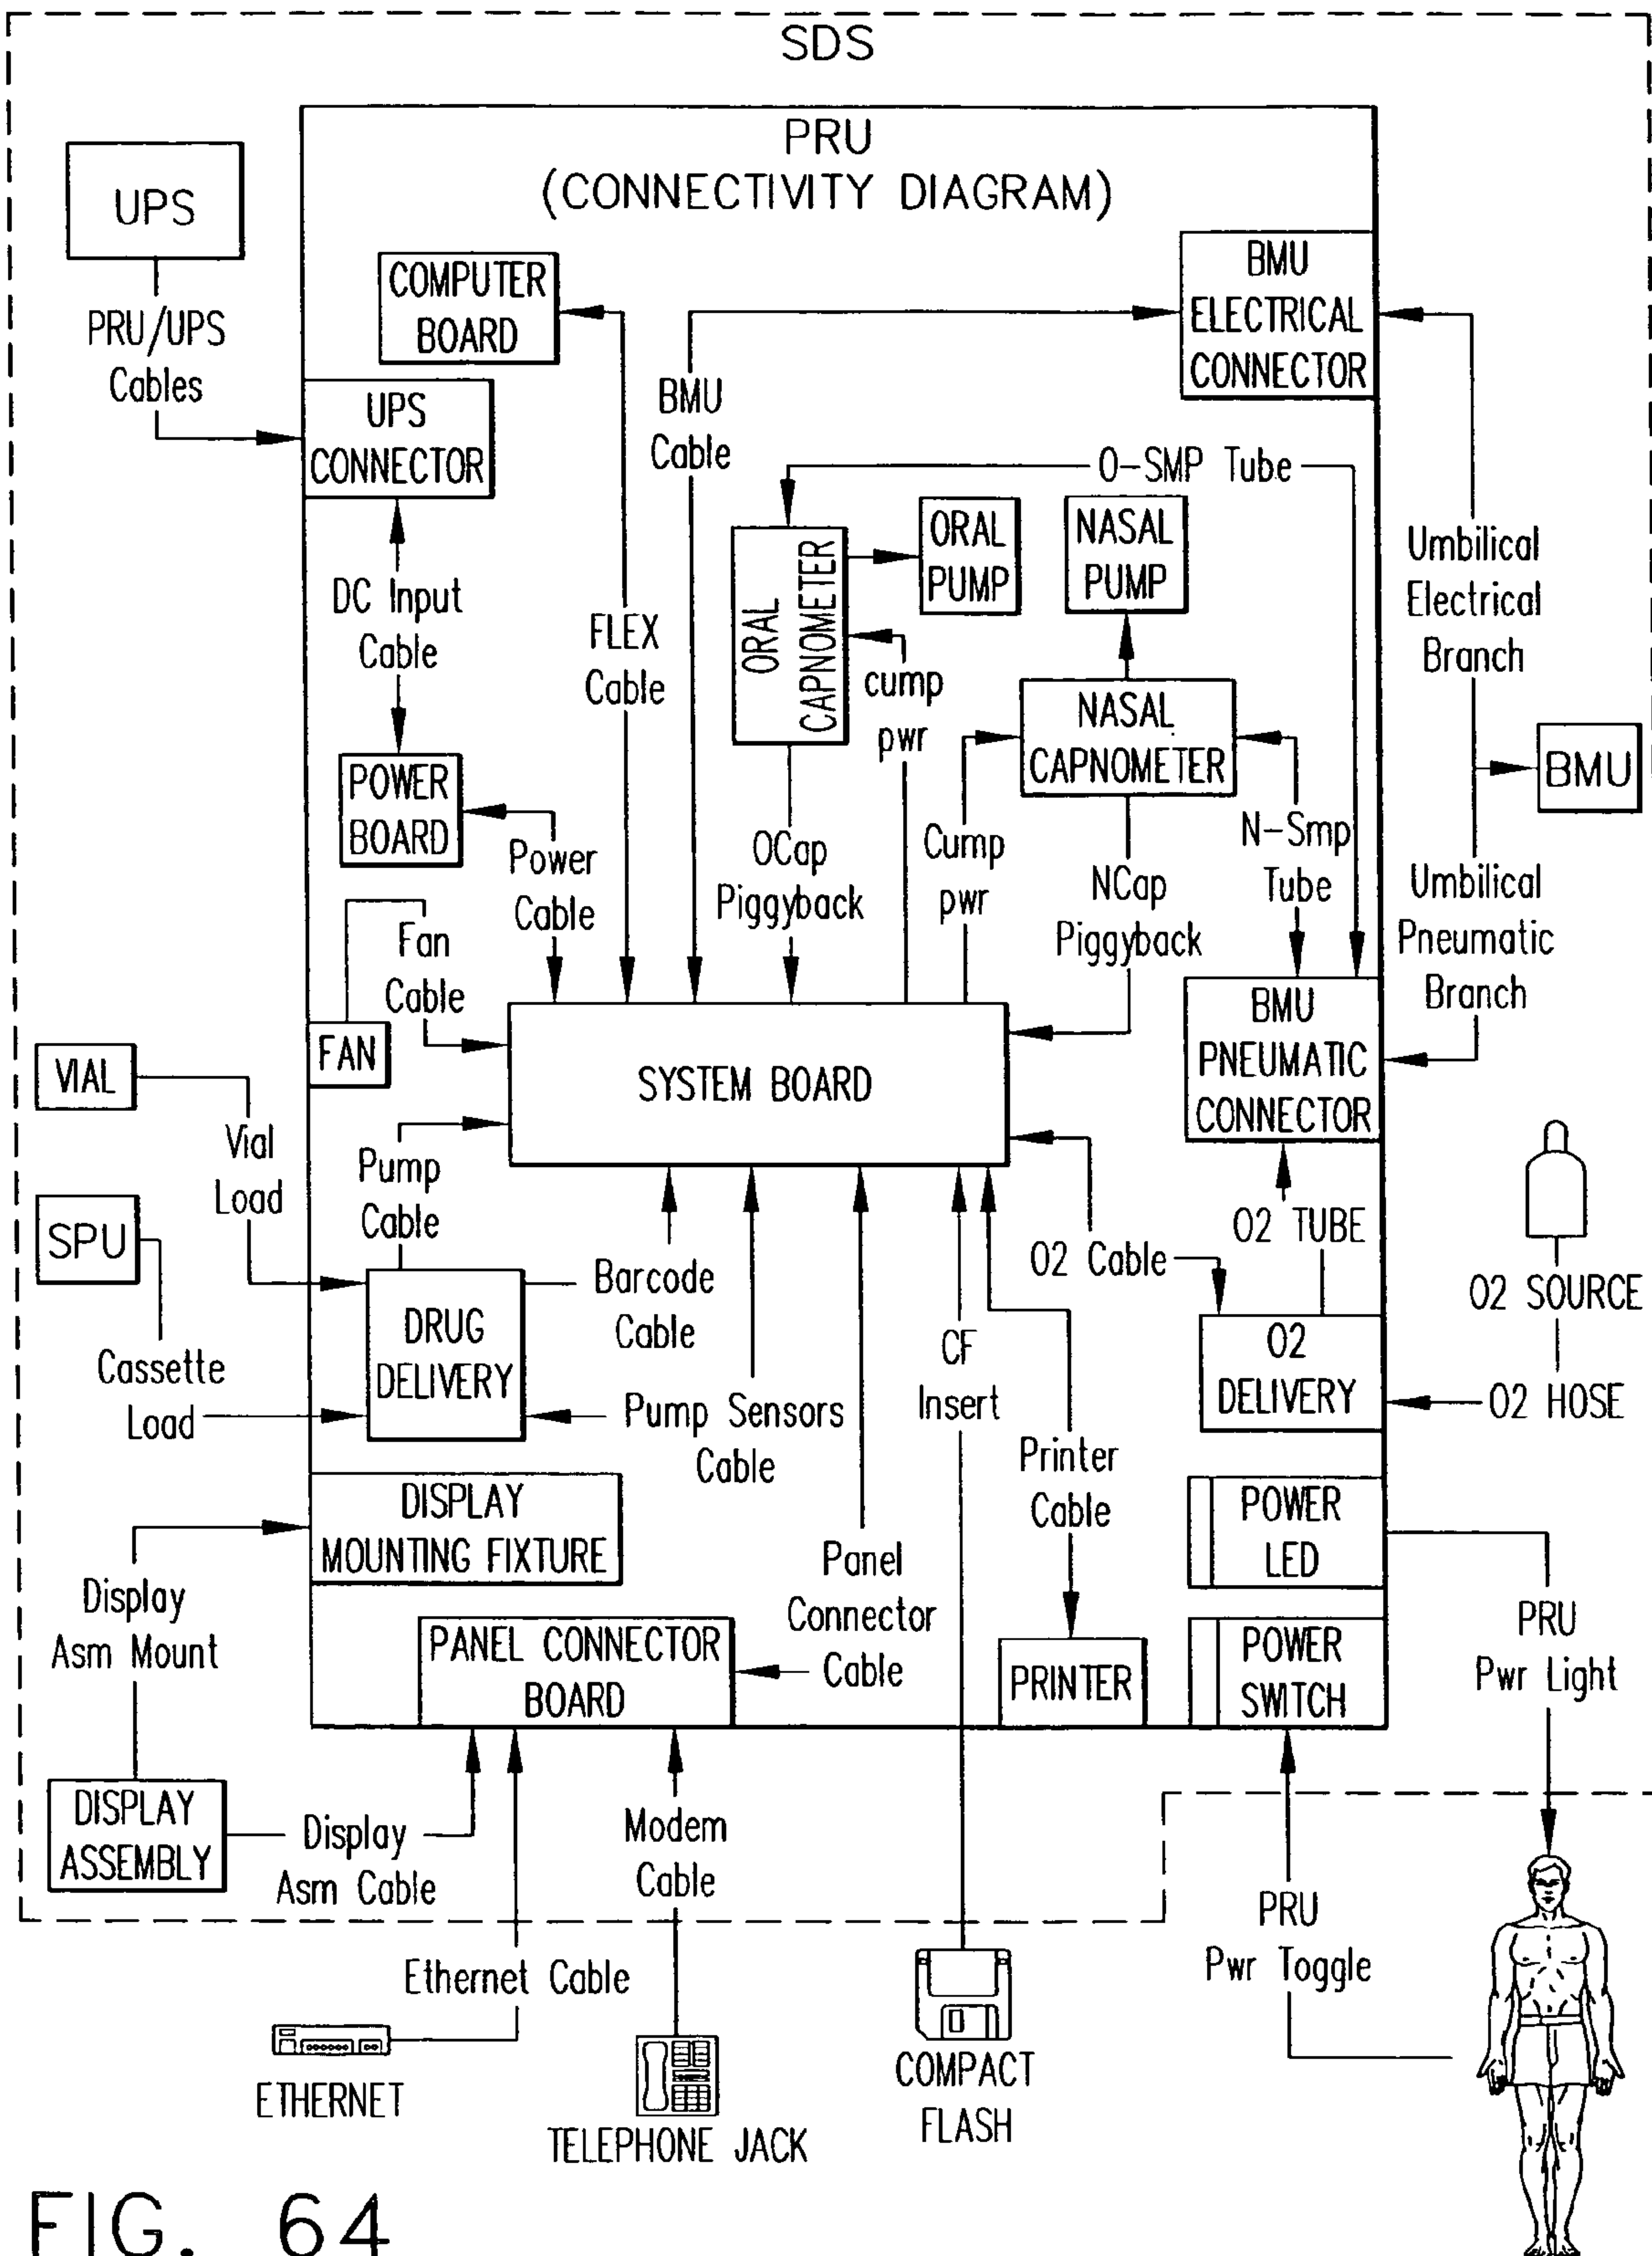 SDS
PRU
(CONNECTIVITY DIAGRAM)
UPS
PRU/UPS
Cables
COMPUTER
BOARD
BMU
ELECTRICAL
CONNECTOR
UPS
CONNECTOR
BMU
Cable
O-SMP Tube
ORAL
PUMP
NASAL
PUMP
ORAL
CAPNOMETER
DC Input
Cable
FLEX
Cable
cump
pwr
NASAL
CAPNOMETER
Umbilical
Electrical
Branch
BMU
POWER
BOARD
Power
Cable
OCap
Piggyback
Cump
pwr
NCap
Piggyback
N-Smp
Tube
Umbilical
Pneumatic
Branch
Fan
Cable
FAN
SYSTEM BOARD
BMU
PNEUMATIC
CONNECTOR
VIAL
Vial
Load
Pump
Cable
SPU
Cassette
Load
DRUG
DELIVERY
Barcode
Cable
Pump Sensors
Cable
O2 Cable
O2 TUBE
O2 SOURCE
O2 HOSE
O2
DELIVERY
CF
Insert
Printer
Cable
DISPLAY
MOUNTING FIXTURE
Panel
Connector
Cable
POWER
LED
Display
Asm Mount
PANEL CONNECTOR
BOARD
PRINTER
POWER
SWITCH
PRU
Pwr Light
DISPLAY
ASSEMBLY
Display
Asm Cable
Modem
Cable
PRU
Pwr Toggle
Ethernet Cable
ETHERNET
TELEPHONE JACK
COMPACT
FLASH
FIG. 64